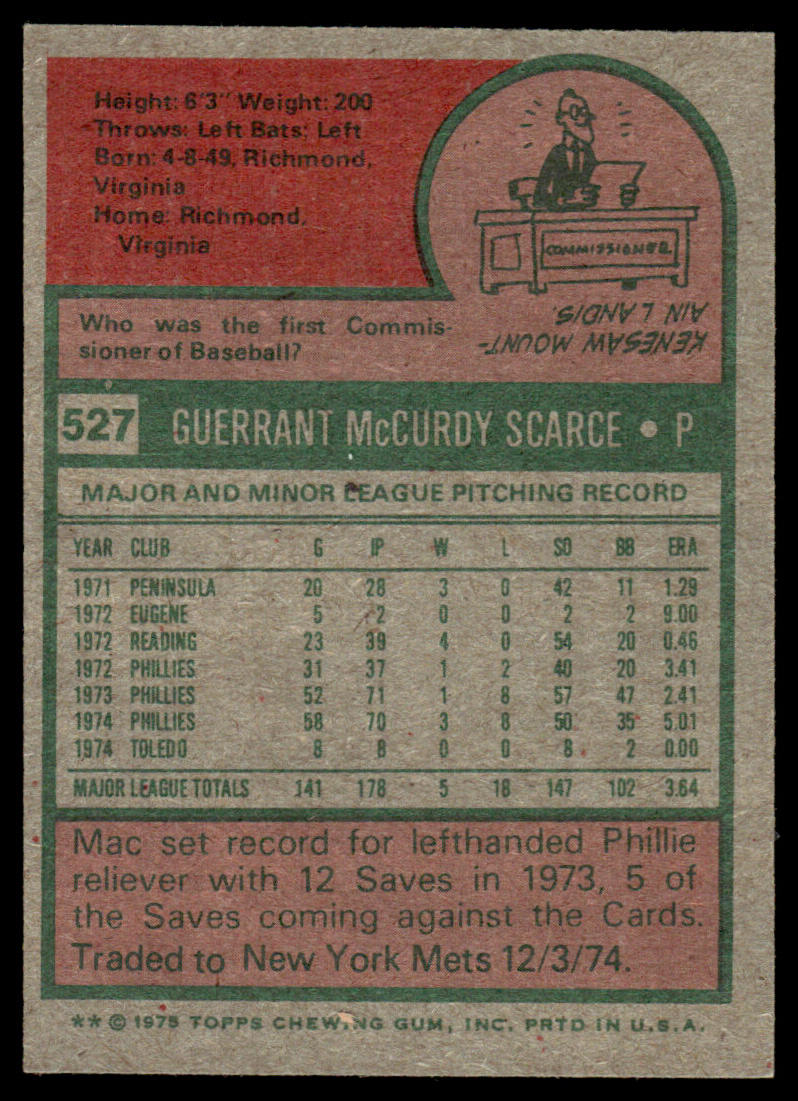 Height: 6'3" Weight: 200
Throws: Left Bats: Left
Born: 4-8-49, Richmond,
Virginia
Home: Richmond,
Virginia
COMMISSIONER
Who was the first Commis-
sioner of Baseball?
KENESAW MOUNT-
AIN LANDIS.
527 GUERRANT McCURDY SCARCE • P
MAJOR AND MINOR LEAGUE PITCHING RECORD
YEAR CLUB G IP W L SO BB ERA
1971 PENINSULA 20 28 3 0 42 11 1.29
1972 EUGENE 5 2 0 0 2 2 9.00
1972 READING 23 39 4 0 54 20 0.46
1972 PHILLIES 31 37 1 2 40 20 3.41
1973 PHILLIES 52 71 1 8 57 47 2.41
1974 PHILLIES 58 70 3 8 50 35 5.01
1974 TOLEDO 8 8 0 0 8 2 0.00
MAJOR LEAGUE TOTALS 141 178 5 18 147 102 3.64
Mac set record for lefthanded Phillie
reliever with 12 Saves in 1973, 5 of
the Saves coming against the Cards.
Traded to New York Mets 12/3/74.
** © 1975 TOPPS CHEWING GUM, INC. PRTD IN U.S.A.